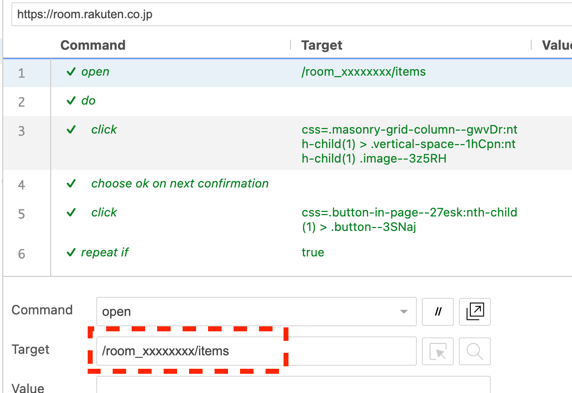 https://room.rakuten.co.jp
Command Target Value
1 ✓ open /room_xxxxxxxx/items
2 ✓ do
3 ✓ click css=.masonry-grid-column--gwvDr:nt
h-child(1) > .vertical-space--1hCpn:nt
h-child(1) .image--3z5RH
4 ✓ choose ok on next confirmation
5 ✓ click css=.button-in-page--27esk:nth-child
(1) > .button--3SNaj
6 ✓ repeat if true
Command open //
Target /room_xxxxxxxx/items
Value